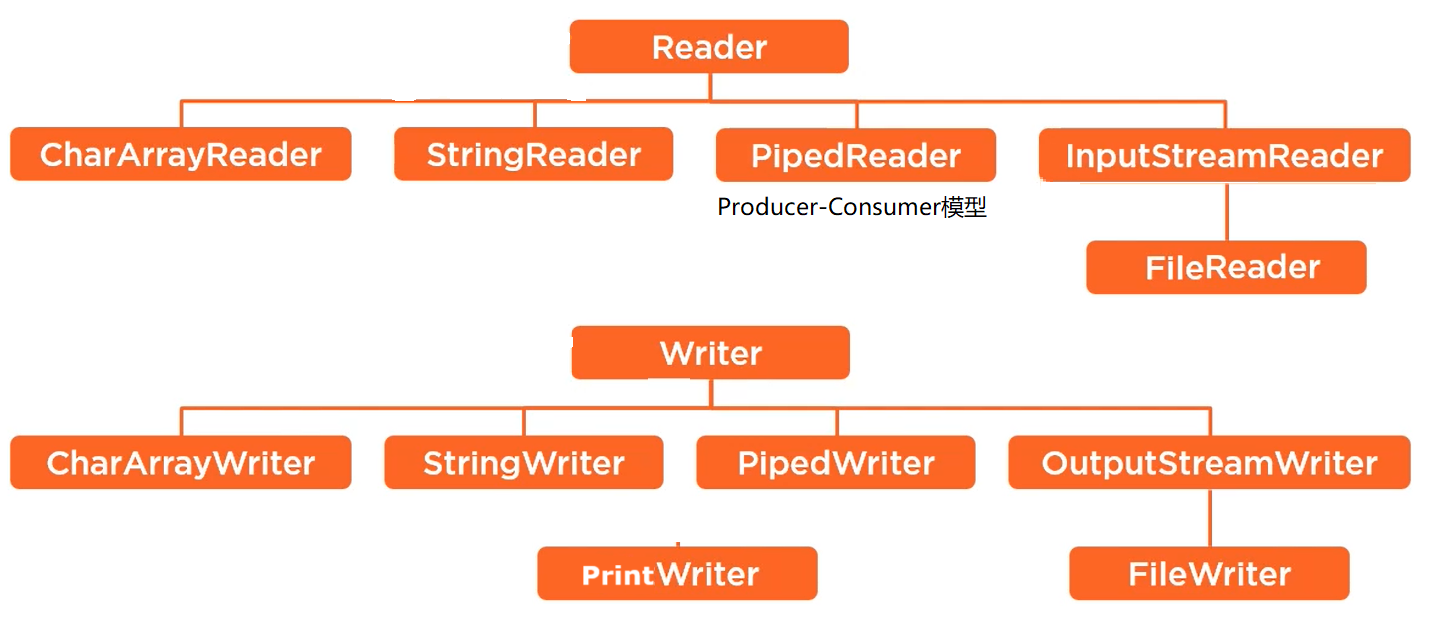 Reader
CharArrayReader
StringReader
PipedReader
InputStreamReader
Producer-Consumer模型
FileReader
Writer
CharArrayWriter
StringWriter
PipedWriter
OutputStreamWriter
PrintWriter
FileWriter